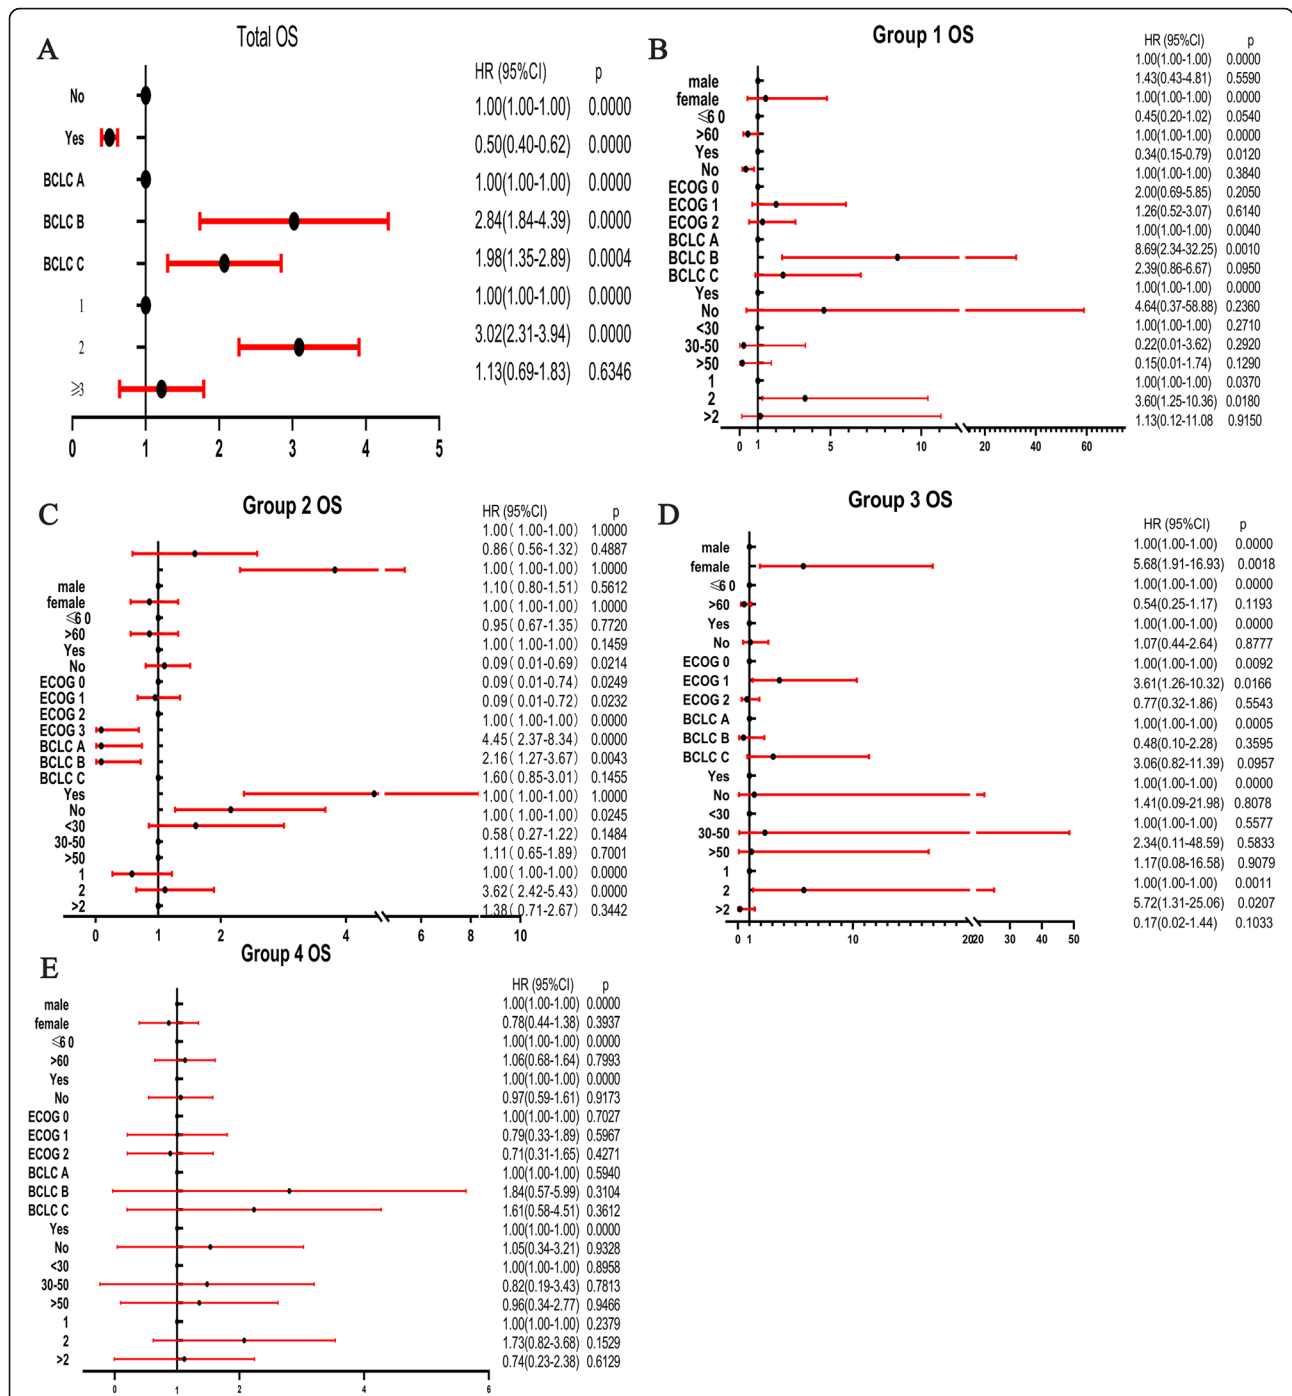 A
Total OS
HR (95%CI) p
No 1.00(1.00-1.00) 0.0000
Yes 0.50(0.40-0.62) 0.0000
BCLC A 1.00(1.00-1.00) 0.0000
BCLC B 2.84(1.84-4.39) 0.0000
BCLC C 1.98(1.35-2.89) 0.0004
1 1.00(1.00-1.00) 0.0000
2 3.02(2.31-3.94) 0.0000
≥3 1.13(0.69-1.83) 0.6346
0 1 2 3 4 5
B
Group 1 OS
HR (95%CI) p
male 1.00(1.00-1.00) 0.0000
female 1.43(0.43-4.81) 0.5590
≤60 1.00(1.00-1.00) 0.0000
>60 0.45(0.20-1.02) 0.0540
Yes 1.00(1.00-1.00) 0.0000
No 0.34(0.15-0.79) 0.0120
ECOG 0 1.00(1.00-1.00) 0.3840
ECOG 1 2.00(0.69-5.85) 0.2050
ECOG 2 1.26(0.52-3.07) 0.6140
BCLC A 1.00(1.00-1.00) 0.0040
BCLC B 8.69(2.34-32.25) 0.0010
BCLC C 2.39(0.86-6.67) 0.0950
Yes 1.00(1.00-1.00) 0.0000
No 4.64(0.37-58.88) 0.2360
<30 1.00(1.00-1.00) 0.2710
30-50 0.22(0.01-3.62) 0.2920
>50 0.15(0.01-1.74) 0.1290
1 1.00(1.00-1.00) 0.0370
2 3.60(1.25-10.36) 0.0180
>2 1.13(0.12-11.08 0.9150
0 1 5 10 20 40 60
C
Group 2 OS
HR (95%CI) p
1.00( 1.00-1.00) 1.0000
0.86( 0.56-1.32) 0.4887
1.00( 1.00-1.00) 1.0000
male 1.10( 0.80-1.51) 0.5612
female 1.00( 1.00-1.00) 1.0000
≤60 0.95( 0.67-1.35) 0.7720
>60 1.00( 1.00-1.00) 0.1459
Yes 0.09( 0.01-0.69) 0.0214
No 0.09( 0.01-0.74) 0.0249
ECOG 0 0.09( 0.01-0.72) 0.0232
ECOG 1 1.00( 1.00-1.00) 0.0000
ECOG 2 4.45( 2.37-8.34) 0.0000
ECOG 3 2.16( 1.27-3.67) 0.0043
BCLC A 1.60( 0.85-3.01) 0.1455
BCLC B 1.00( 1.00-1.00) 1.0000
BCLC C 1.00( 1.00-1.00) 0.0245
Yes 0.58( 0.27-1.22) 0.1484
No 1.11( 0.65-1.89) 0.7001
<30 1.00( 1.00-1.00) 0.0000
30-50 3.62( 2.42-5.43) 0.0000
>50 1.38( 0.71-2.67) 0.3442
1
2
>2
0 1 2 4 6 8 10
D
Group 3 OS
HR (95%CI) p
male 1.00(1.00-1.00) 0.0000
female 5.68(1.91-16.93) 0.0018
≤60 1.00(1.00-1.00) 0.0000
>60 0.54(0.25-1.17) 0.1193
Yes 1.00(1.00-1.00) 0.0000
No 1.07(0.44-2.64) 0.8777
ECOG 0 1.00(1.00-1.00) 0.0092
ECOG 1 3.61(1.26-10.32) 0.0166
ECOG 2 0.77(0.32-1.86) 0.5543
BCLC A 1.00(1.00-1.00) 0.0005
BCLC B 0.48(0.10-2.28) 0.3595
BCLC C 3.06(0.82-11.39) 0.0957
Yes 1.00(1.00-1.00) 0.0000
No 1.41(0.09-21.98) 0.8078
<30 1.00(1.00-1.00) 0.5577
30-50 2.34(0.11-48.59) 0.5833
>50 1.17(0.08-16.58) 0.9079
1 1.00(1.00-1.00) 0.0011
2 5.72(1.31-25.06) 0.0207
>2 0.17(0.02-1.44) 0.1033
0 1 10 20 20 30 40 50
E
Group 4 OS
HR (95%CI) p
male 1.00(1.00-1.00) 0.0000
female 0.78(0.44-1.38) 0.3937
≤60 1.00(1.00-1.00) 0.0000
>60 1.06(0.68-1.64) 0.7993
Yes 1.00(1.00-1.00) 0.0000
No 0.97(0.59-1.61) 0.9173
ECOG 0 1.00(1.00-1.00) 0.7027
ECOG 1 0.79(0.33-1.89) 0.5967
ECOG 2 0.71(0.31-1.65) 0.4271
BCLC A 1.00(1.00-1.00) 0.5940
BCLC B 1.84(0.57-5.99) 0.3104
BCLC C 1.61(0.58-4.51) 0.3612
Yes 1.00(1.00-1.00) 0.0000
No 1.05(0.34-3.21) 0.9328
<30 1.00(1.00-1.00) 0.8958
30-50 0.82(0.19-3.43) 0.7813
>50 0.96(0.34-2.77) 0.9466
1 1.00(1.00-1.00) 0.2379
2 1.73(0.82-3.68) 0.1529
>2 0.74(0.23-2.38) 0.6129
0 1 2 4 6